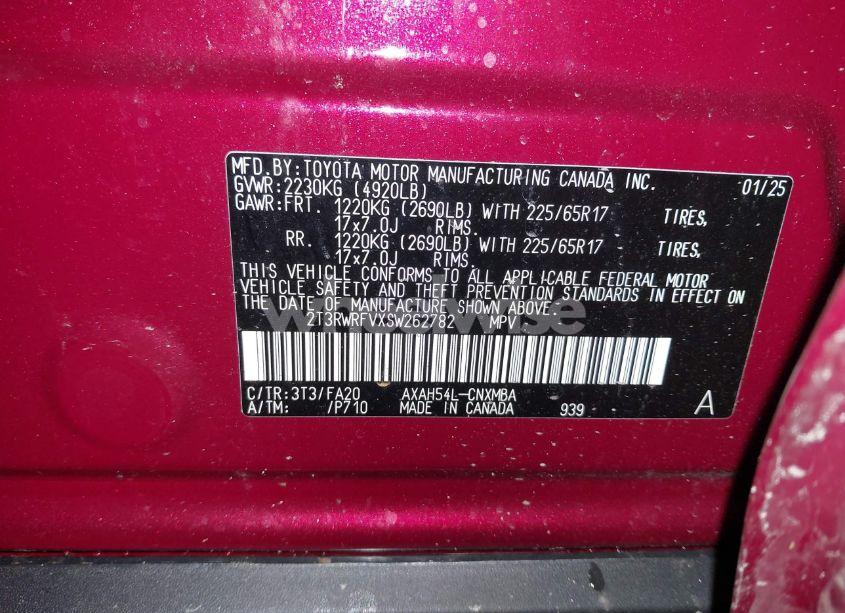 MFD.BY:TOYOTA MOTOR MANUFACTURING CANADA INC. 01/25
GVWR:2230KG (4920LB)
GAWR:FRT. 1220KG (2690LB) WITH 225/65R17 TIRES,
17x7.0J RIMS.
RR. 1220KG (2690LB) WITH 225/65R17 TIRES,
17x7.0J RIMS.
THIS VEHICLE CONFORMS TO ALL APPLICABLE FEDERAL MOTOR
VEHICLE SAFETY AND THEFT PREVENTION STANDARDS IN EFFECT ON
THE DATE OF MANUFACTURE SHOWN ABOVE.
2T3RWRFVXSW262782 MPV
C/TR:3T3/FA20 AXAH54L-CNXMBA
A/TM: /P710 MADE IN CANADA 939 A